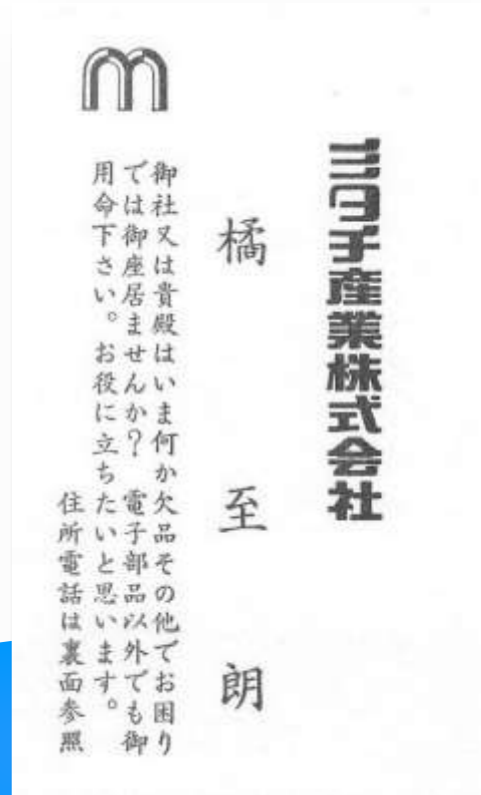 ミタチ産業株式会社
橘至朗
御社又は貴殿はいま何か欠品その他でお困り
では御座居ませんか? 電子部品以外でも御
用命下さい。お役に立ちたいと思います。
住所電話は裏面参照
m